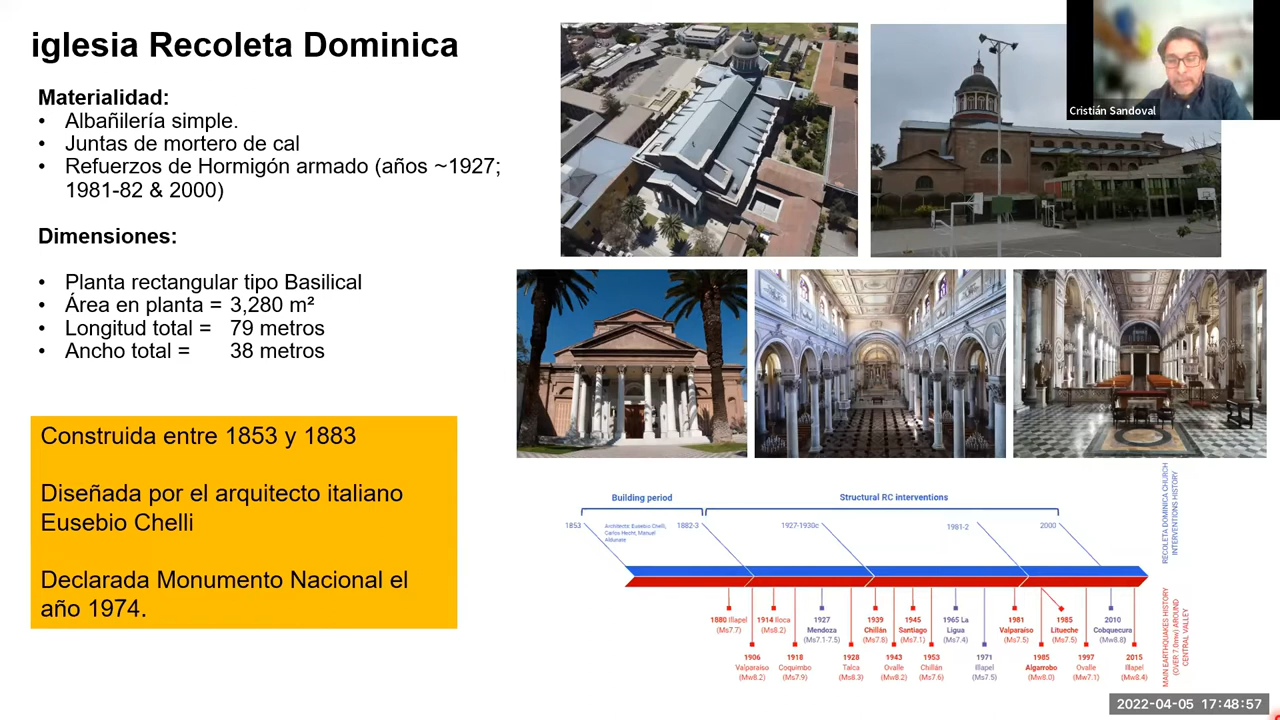 iglesia Recoleta Dominica
Materialidad:
• Albañilería simple.
• Juntas de mortero de cal
• Refuerzos de Hormigón armado (años ~1927;
1981-82 & 2000)
Dimensiones:
• Planta rectangular tipo Basilical
• Área en planta = 3,280 m²
• Longitud total = 79 metros
• Ancho total = 38 metros
Construida entre 1853 y 1883
Diseñada por el arquitecto italiano
Eusebio Chelli
Declarada Monumento Nacional el
año 1974.
Cristián Sandoval
Building period
Structural RC interventions
1853
Architects: Eusebio Chelli,
Carlos Hecht, Manuel
Aldunate
1882-3
1927-1930c
1981-2
2000
RECOLETA DOMINICA CHURCH
INTERVENTIONS HISTORY
1880 Illapel
(Ms7.7)
1914 Iloca
(Ms8.2)
1927
Mendoza
(Ms7.1-7.5)
1939
Chillán
(Ms7.8)
1945
Santiago
(Ms7.1)
1965 La
Ligua
(Ms7.4)
1981
Valparaíso
(Ms7.5)
1985
Litueche
(Ms7.5)
2010
Cobquecura
(Mw8.8)
1906
Valparaíso
(Mw8.2)
1918
Coquimbo
(Ms7.9)
1928
Talca
(Ms8.3)
1943
Ovalle
(Mw8.2)
1953
Chillán
(Ms7.6)
1971
Illapel
(Ms7.5)
1985
Algarrobo
(Mw8.0)
1997
Ovalle
(Mw7.1)
2015
Illapel
(Mw8.4)
MAIN EARTHQUAKES HISTORY
(OVER 7.0mw) AROUND
CENTRAL VALLEY
2022-04-05 17:48:57